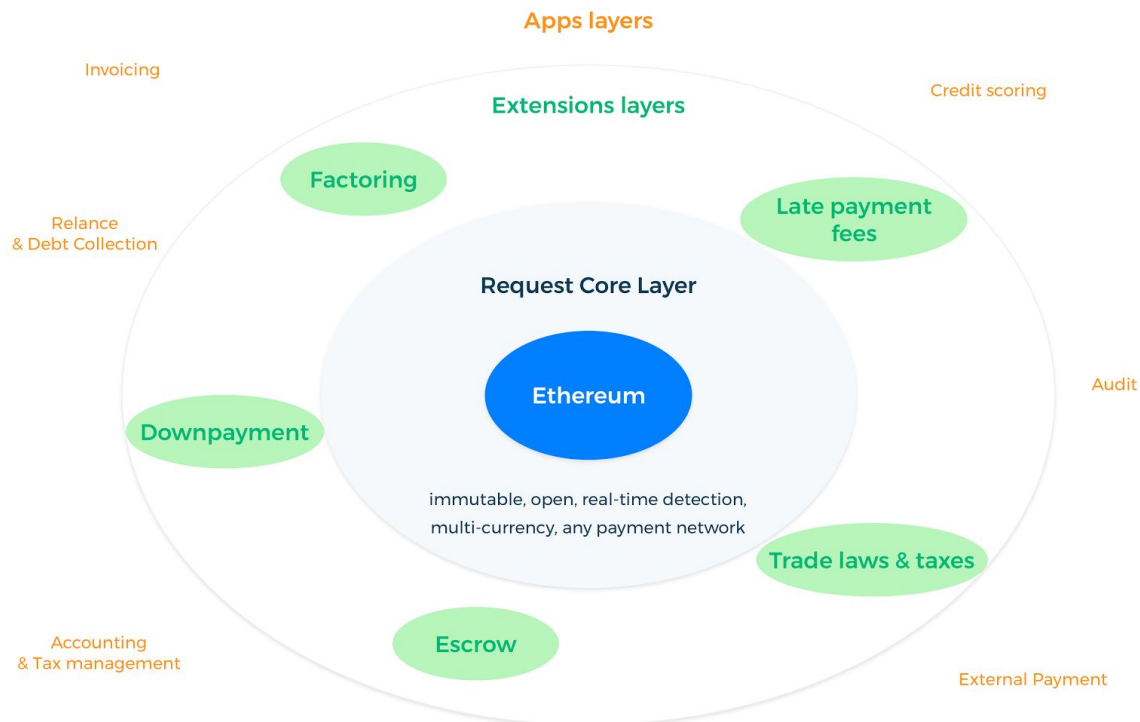 Apps layers
Invoicing
Credit scoring
Extensions layers
Factoring
Late payment
fees
Relance
& Debt Collection
Request Core Layer
Ethereum
Audit
Downpayment
immutable, open, real-time detection,
multi-currency, any payment network
Trade laws & taxes
Escrow
Accounting
& Tax management
External Payment